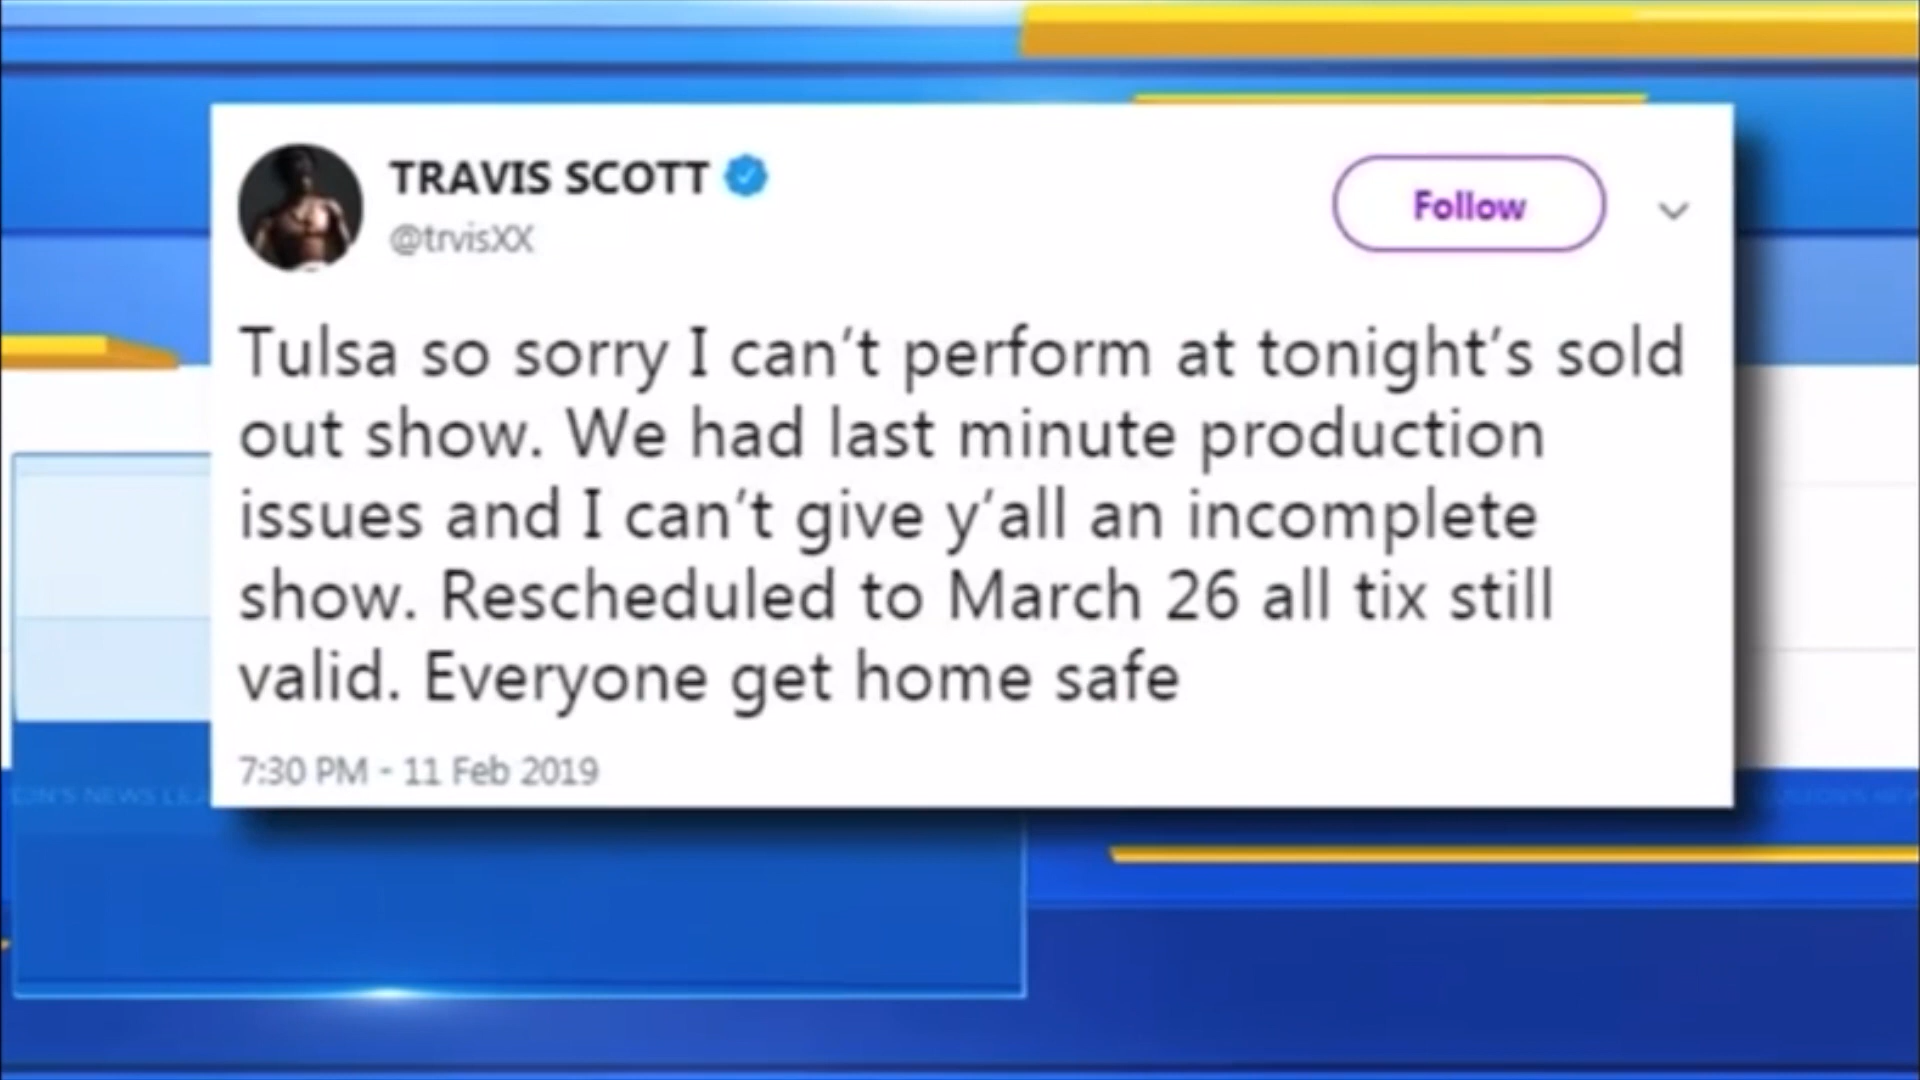 TRAVIS SCOTT
@trvisXX
Follow
Tulsa so sorry I can't perform at tonight's sold
out show. We had last minute production
issues and I can't give y'all an incomplete
show. Rescheduled to March 26 all tix still
valid. Everyone get home safe
7:30 PM - 11 Feb 2019